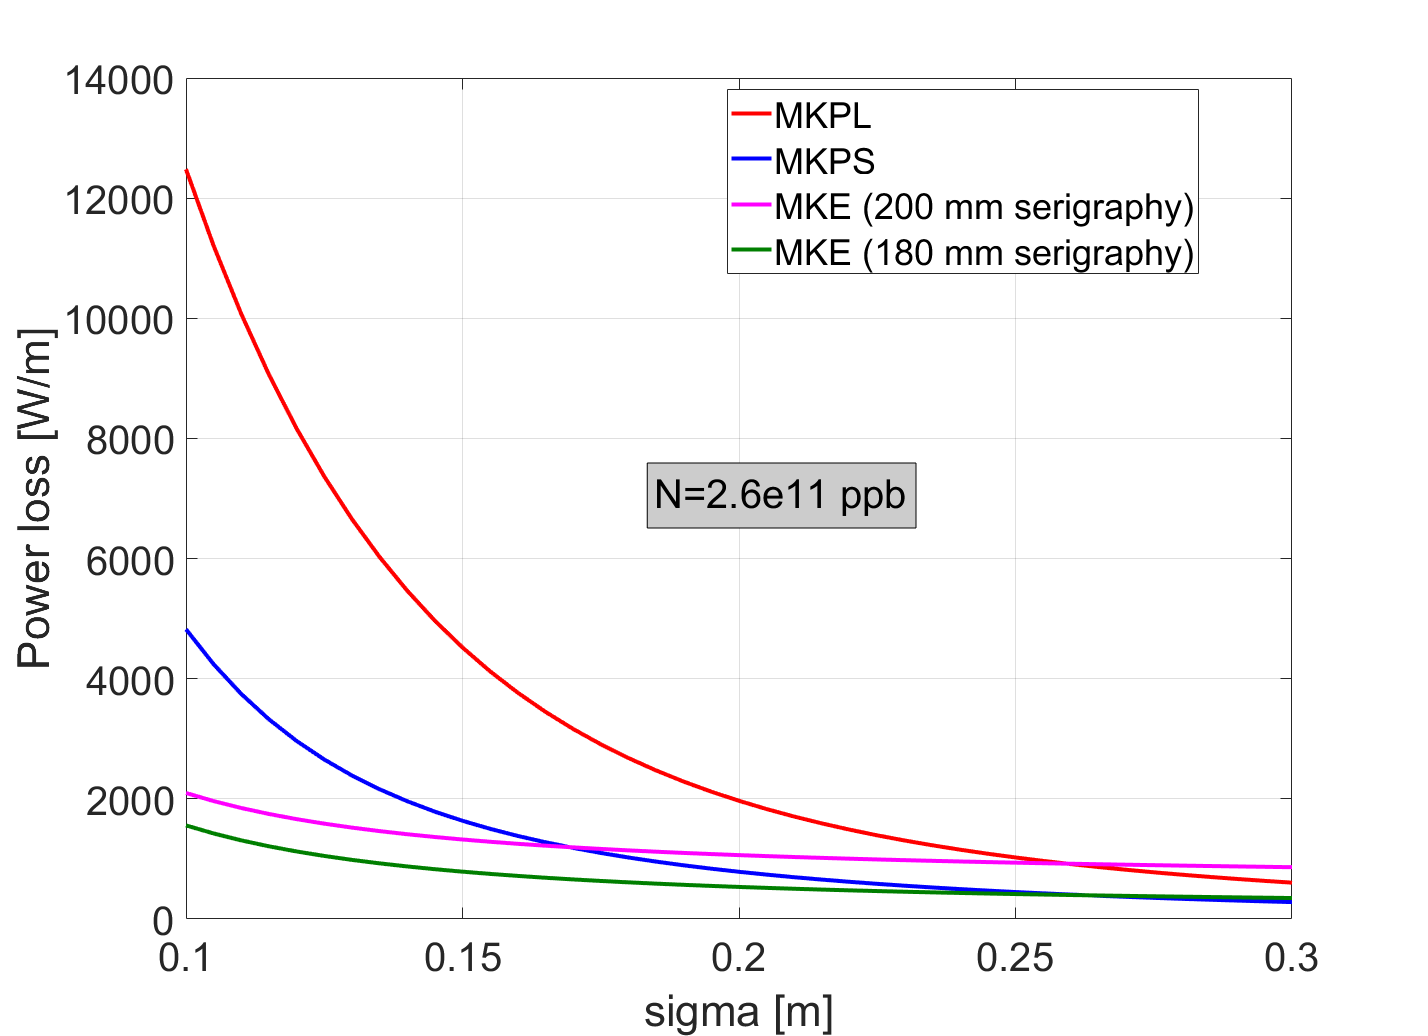 14000
12000
10000
8000
6000
4000
2000
0
Power loss [W/m]
MKPL
MKPS
MKE (200 mm serigraphy)
MKE (180 mm serigraphy)
N=2.6e11 ppb
0.1 0.15 0.2 0.25 0.3
sigma [m]